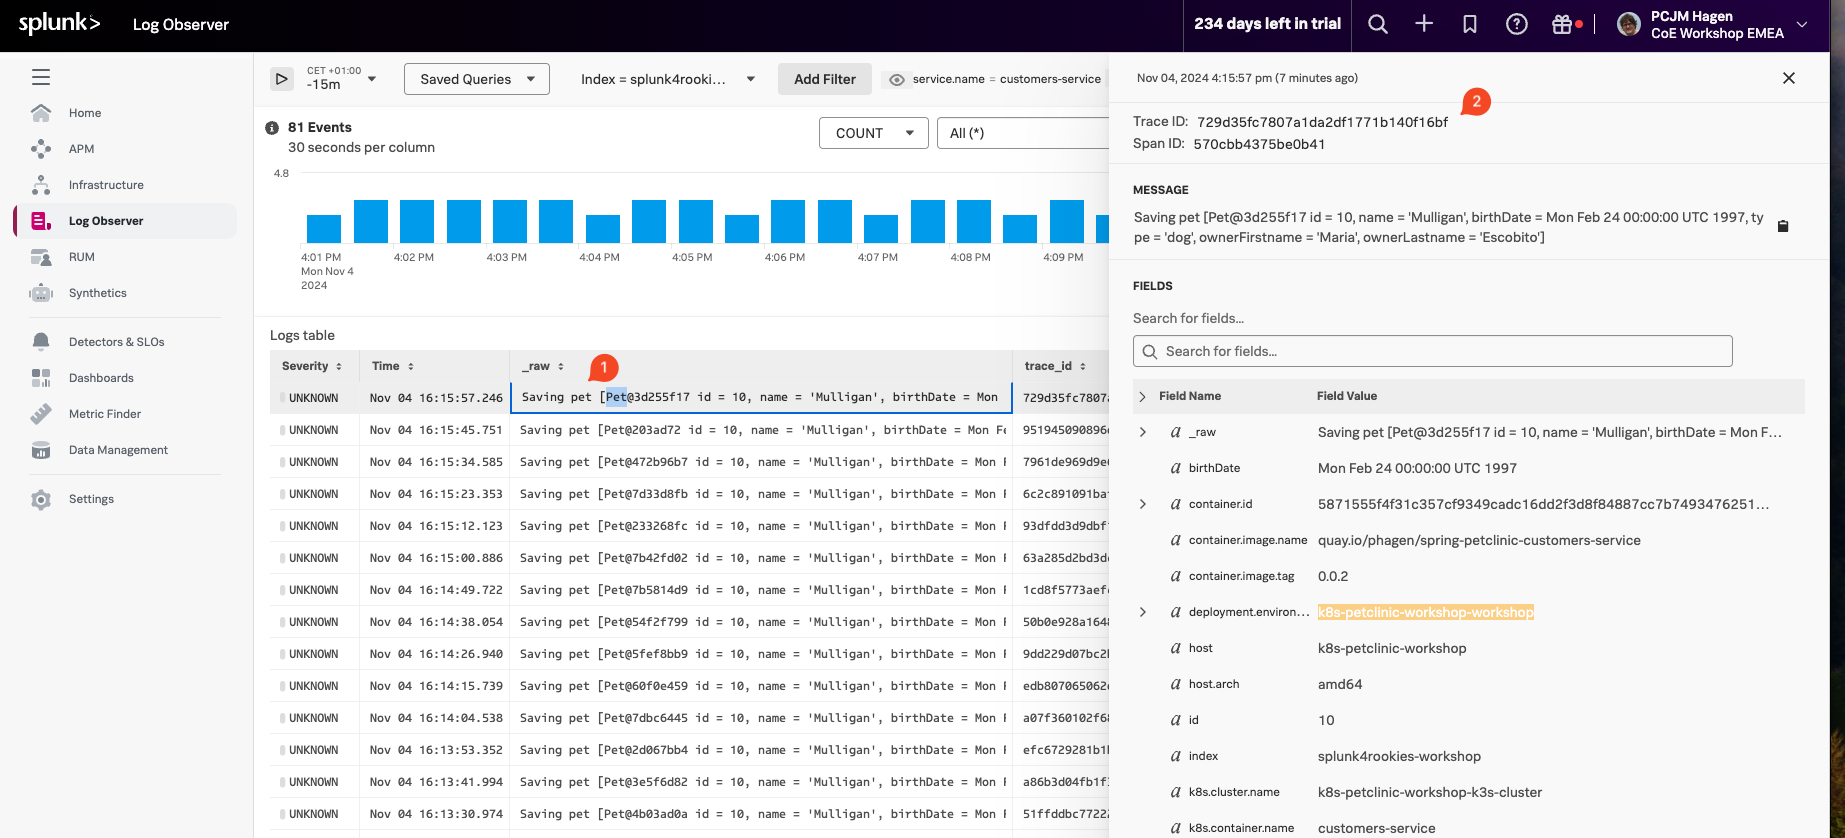 splunk> Log Observer 234 days left in trial PCJM Hagen
CoE Workshop EMEA
Home
APM
Infrastructure
Log Observer
RUM
Synthetics
Detectors & SLOs
Dashboards
Metric Finder
Data Management
Settings
CET +01:00
-15m
Saved Queries Index = splunk4rooki... Add Filter service.name = customers-service
81 Events
30 seconds per column
COUNT All (*)
4.8
4:01 PM 4:02 PM 4:03 PM 4:04 PM 4:05 PM 4:06 PM 4:07 PM 4:08 PM 4:09 PM
Mon Nov 4
2024
Logs table
1
Severity Time _raw trace_id
UNKNOWN Nov 04 16:15:57.246 Saving pet [Pet@3d255f17 id = 10, name = 'Mulligan', birthDate = Mon 729d35fc7807
UNKNOWN Nov 04 16:15:45.751 Saving pet [Pet@203ad72 id = 10, name = 'Mulligan', birthDate = Mon Fe 951945090896
UNKNOWN Nov 04 16:15:34.585 Saving pet [Pet@472b96b7 id = 10, name = 'Mulligan', birthDate = Mon 7961de969d9e
UNKNOWN Nov 04 16:15:23.353 Saving pet [Pet@7d33d8fb id = 10, name = 'Mulligan', birthDate = Mon 6c2c891091ba
UNKNOWN Nov 04 16:15:12.123 Saving pet [Pet@233268fc id = 10, name = 'Mulligan', birthDate = Mon 93dfdd3d9dbf
UNKNOWN Nov 04 16:15:00.886 Saving pet [Pet@7b42fd02 id = 10, name = 'Mulligan', birthDate = Mon 63a285d2bd3d
UNKNOWN Nov 04 16:14:49.722 Saving pet [Pet@7b5814d9 id = 10, name = 'Mulligan', birthDate = Mon 1cd8f5773aef
UNKNOWN Nov 04 16:14:38.054 Saving pet [Pet@54f2f799 id = 10, name = 'Mulligan', birthDate = Mon 50b0e928a164
UNKNOWN Nov 04 16:14:26.940 Saving pet [Pet@5fef8bb9 id = 10, name = 'Mulligan', birthDate = Mon 9dd229d07bc2
UNKNOWN Nov 04 16:14:15.739 Saving pet [Pet@60f0e459 id = 10, name = 'Mulligan', birthDate = Mon edb807065062
UNKNOWN Nov 04 16:14:04.538 Saving pet [Pet@7dbc6445 id = 10, name = 'Mulligan', birthDate = Mon a07f360102f6
UNKNOWN Nov 04 16:13:53.352 Saving pet [Pet@2d067bb4 id = 10, name = 'Mulligan', birthDate = Mon efc6729281b1
UNKNOWN Nov 04 16:13:41.994 Saving pet [Pet@3e5f6d82 id = 10, name = 'Mulligan', birthDate = Mon a86b3d04fb1f
UNKNOWN Nov 04 16:13:30.974 Saving pet [Pet@4b03ad0a id = 10, name = 'Mulligan', birthDate = Mon 51ffddbc7722
Nov 04, 2024 4:15:57 pm (7 minutes ago)
2
Trace ID: 729d35fc7807a1da2df1771b140f16bf
Span ID: 570cbb4375be0b41
MESSAGE
Saving pet [Pet@3d255f17 id = 10, name = 'Mulligan', birthDate = Mon Feb 24 00:00:00 UTC 1997, ty
pe = 'dog', ownerFirstname = 'Maria', ownerLastname = 'Escobito']
FIELDS
Search for fields...
Search for fields...
Field Name Field Value
a _raw Saving pet [Pet@3d255f17 id = 10, name = 'Mulligan', birthDate = Mon F...
a birthDate Mon Feb 24 00:00:00 UTC 1997
a container.id 5871555f4f31c357cf9349cadc16dd2f3d8f84887cc7b7493476251...
a container.image.name quay.io/phagen/spring-petclinic-customers-service
a container.image.tag 0.0.2
a deployment.environ... k8s-petclinic-workshop-workshop
a host k8s-petclinic-workshop
a host.arch amd64
a id 10
a index splunk4rookies-workshop
a k8s.cluster.name k8s-petclinic-workshop-k3s-cluster
a k8s.container.name customers-service